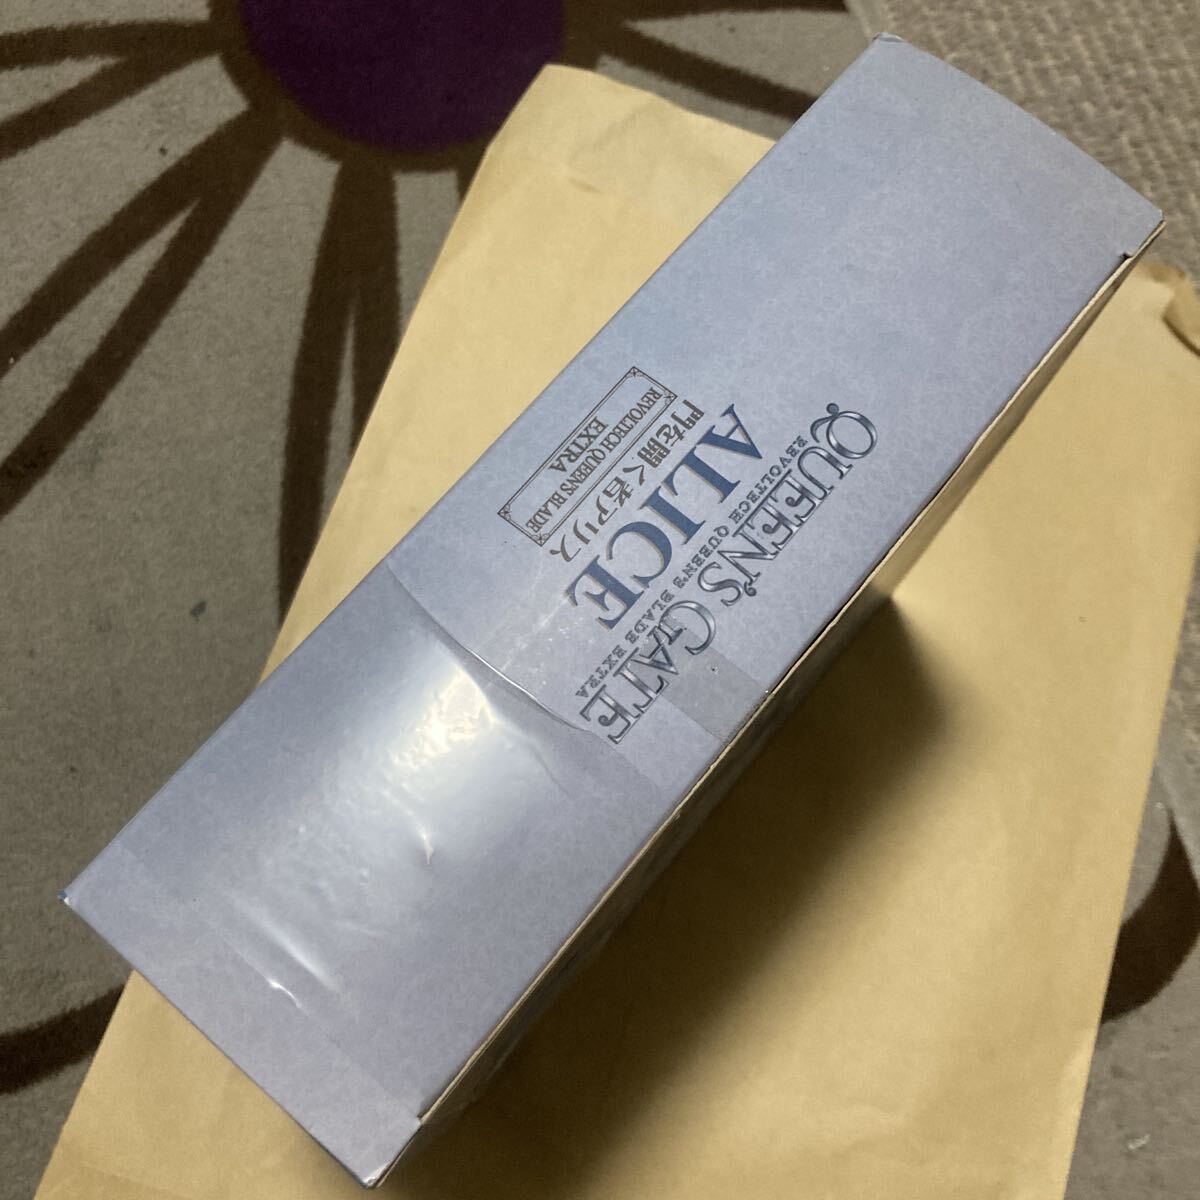 QUEEN'S GATE
REVOLTECH QUEEN'S BLADE EXTRA
ALICE
門を開く者アリス
REVOLTECH QUEEN'S BLADE
EXTRA